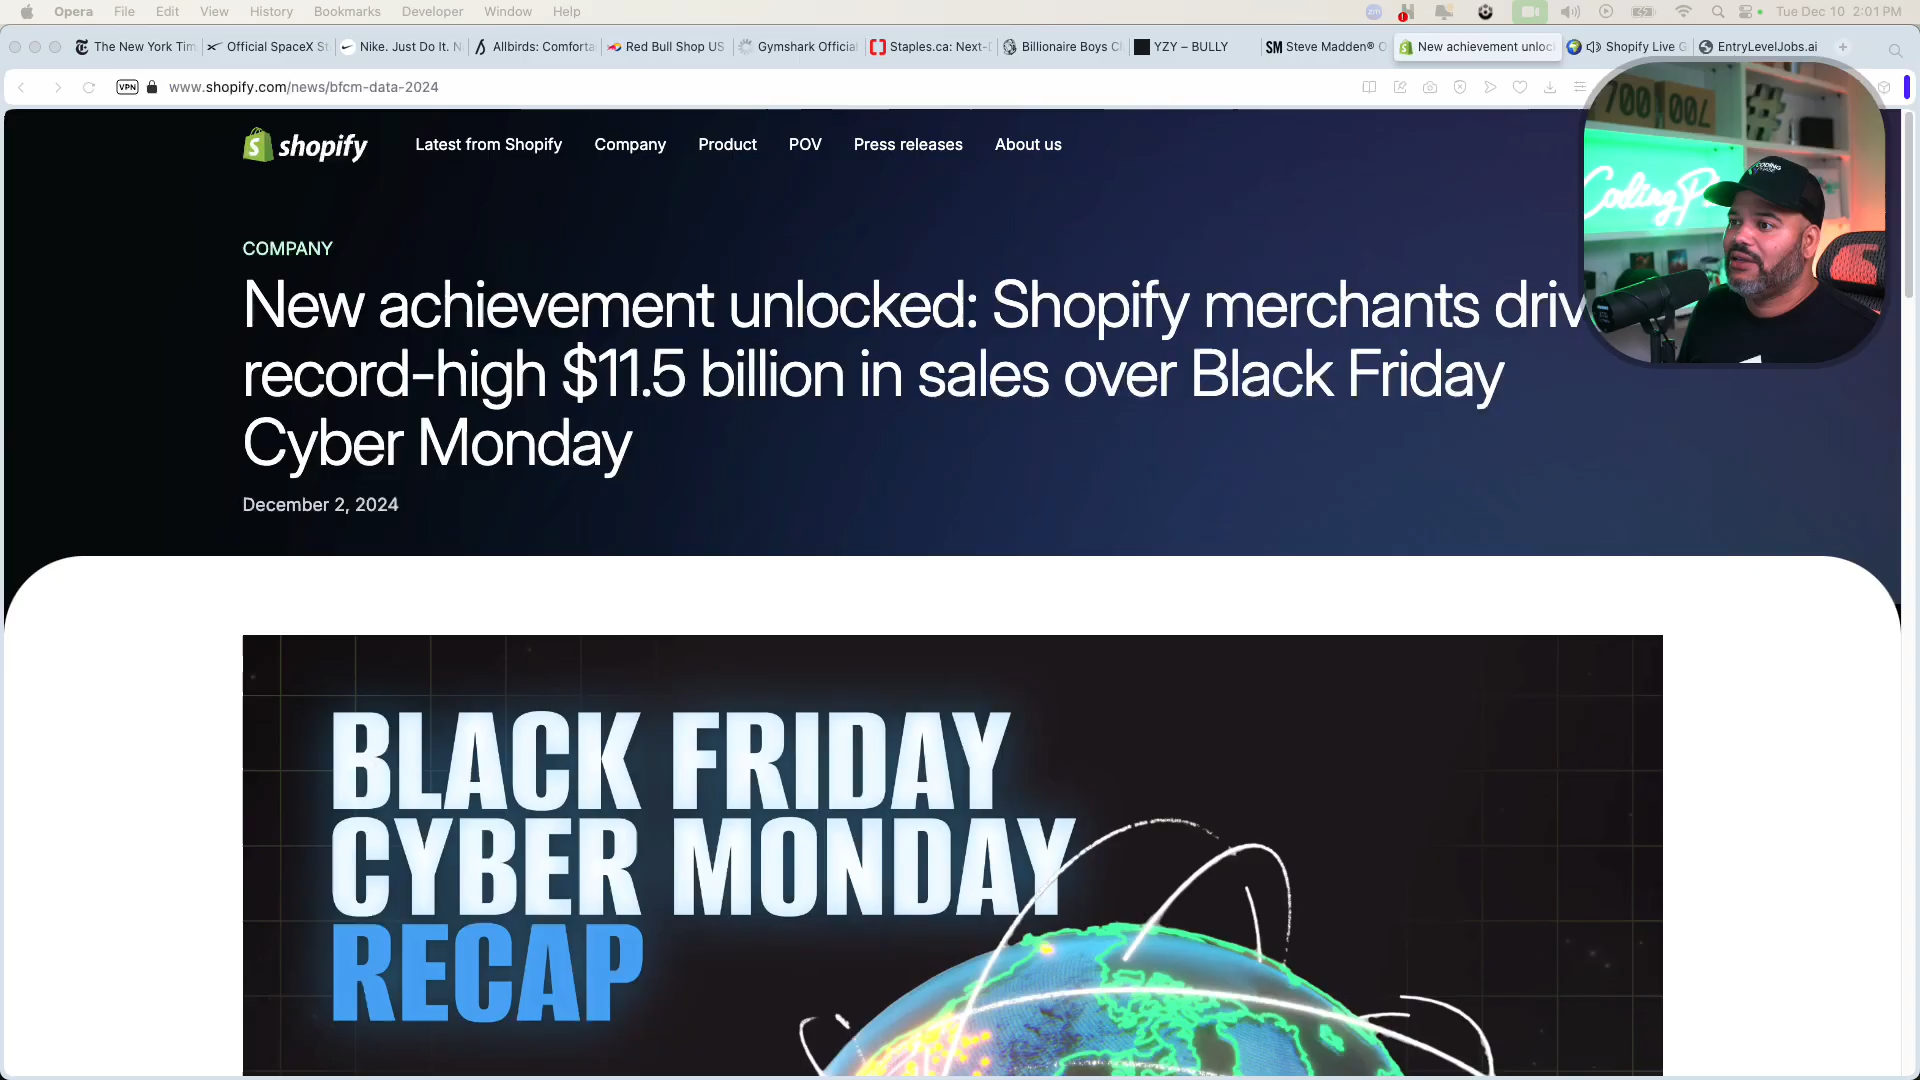 Opera File Edit View History Bookmarks Developer Window Help
zm
Tue Dec 10 2:01 PM
The New York Tim
Official SpaceX St
Nike. Just Do It. N
Allbirds: Comforta
Red Bull Shop US
Gymshark Official
Staples.ca: Next-D
Billionaire Boys Cl
YZY – BULLY
SM Steve Madden® O
New achievement unloc
Shopify Live G
EntryLevelJobs.ai
VPN
www.shopify.com/news/bfcm-data-2024
shopify
Latest from Shopify Company Product POV Press releases About us
COMPANY
New achievement unlocked: Shopify merchants driv
record-high $11.5 billion in sales over Black Friday
Cyber Monday
December 2, 2024
BLACK FRIDAY
CYBER MONDAY
RECAP
CODING